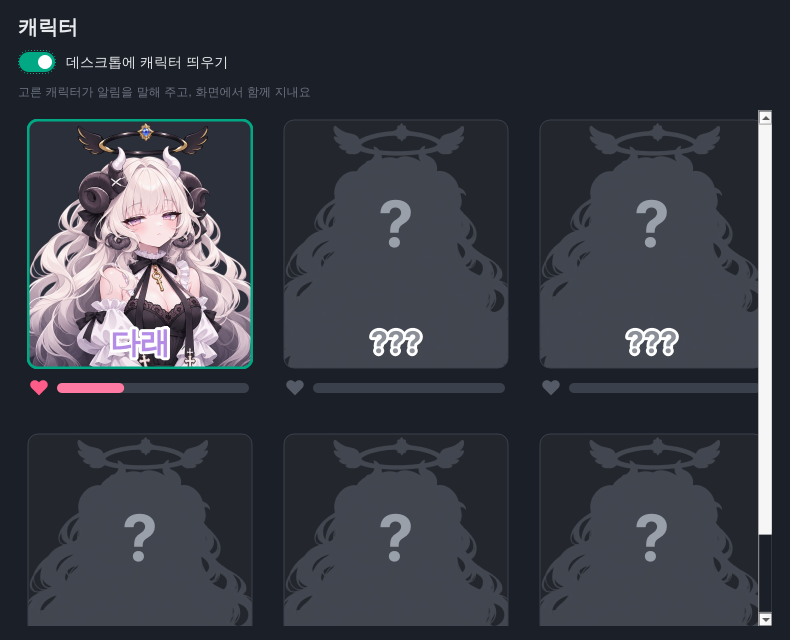 캐릭터
데스크톱에 캐릭터 띄우기
고른 캐릭터가 알림을 말해 주고, 화면에서 함께 지내요
? ?
다래 ??? ???
? ? ?